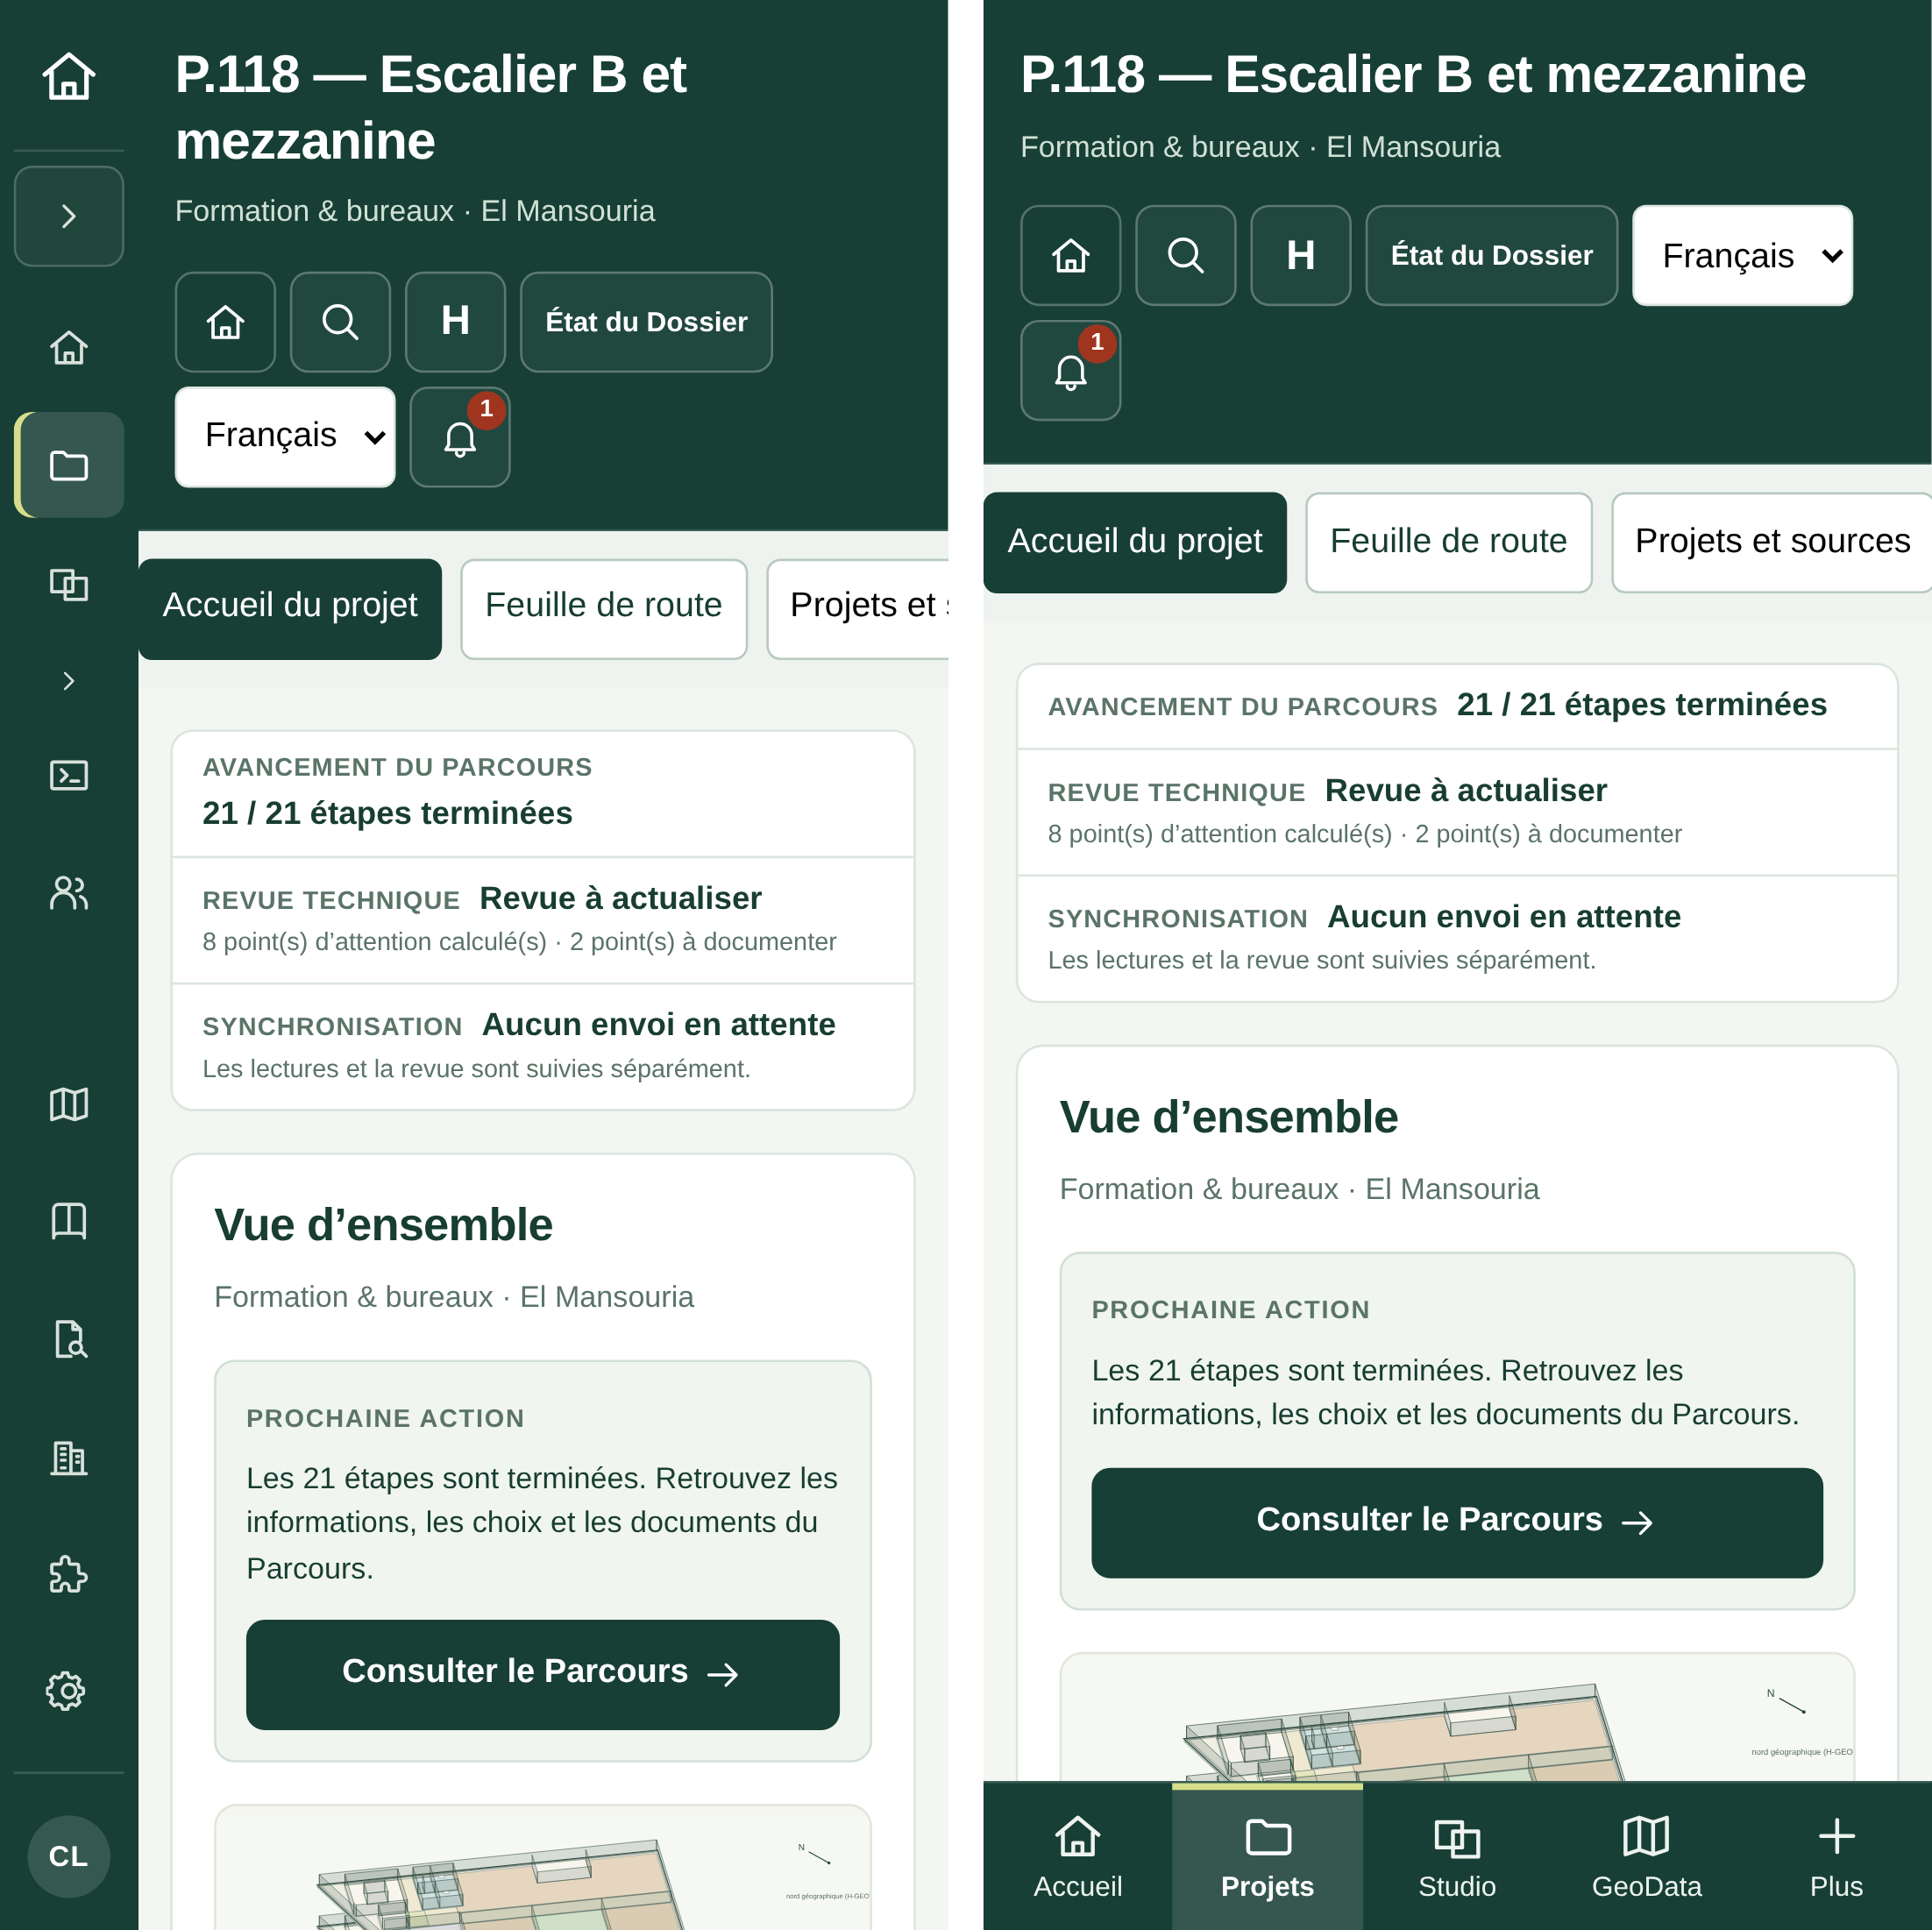 P.118 — Escalier B et
mezzanine
Formation & bureaux · El Mansouria
H
État du Dossier
Français
1
Accueil du projet
Feuille de route
Projets et
AVANCEMENT DU PARCOURS
21 / 21 étapes terminées
REVUE TECHNIQUE Revue à actualiser
8 point(s) d’attention calculé(s) · 2 point(s) à documenter
SYNCHRONISATION Aucun envoi en attente
Les lectures et la revue sont suivies séparément.
Vue d’ensemble
Formation & bureaux · El Mansouria
PROCHAINE ACTION
Les 21 étapes sont terminées. Retrouvez les
informations, les choix et les documents du
Parcours.
Consulter le Parcours →
N
nord géographique (H-GEO
CL
P.118 — Escalier B et mezzanine
Formation & bureaux · El Mansouria
H
État du Dossier
Français
1
Accueil du projet
Feuille de route
Projets et sources
AVANCEMENT DU PARCOURS 21 / 21 étapes terminées
REVUE TECHNIQUE Revue à actualiser
8 point(s) d’attention calculé(s) · 2 point(s) à documenter
SYNCHRONISATION Aucun envoi en attente
Les lectures et la revue sont suivies séparément.
Vue d’ensemble
Formation & bureaux · El Mansouria
PROCHAINE ACTION
Les 21 étapes sont terminées. Retrouvez les
informations, les choix et les documents du Parcours.
Consulter le Parcours →
N
nord géographique (H-GEO
Accueil
Projets
Studio
GeoData
Plus